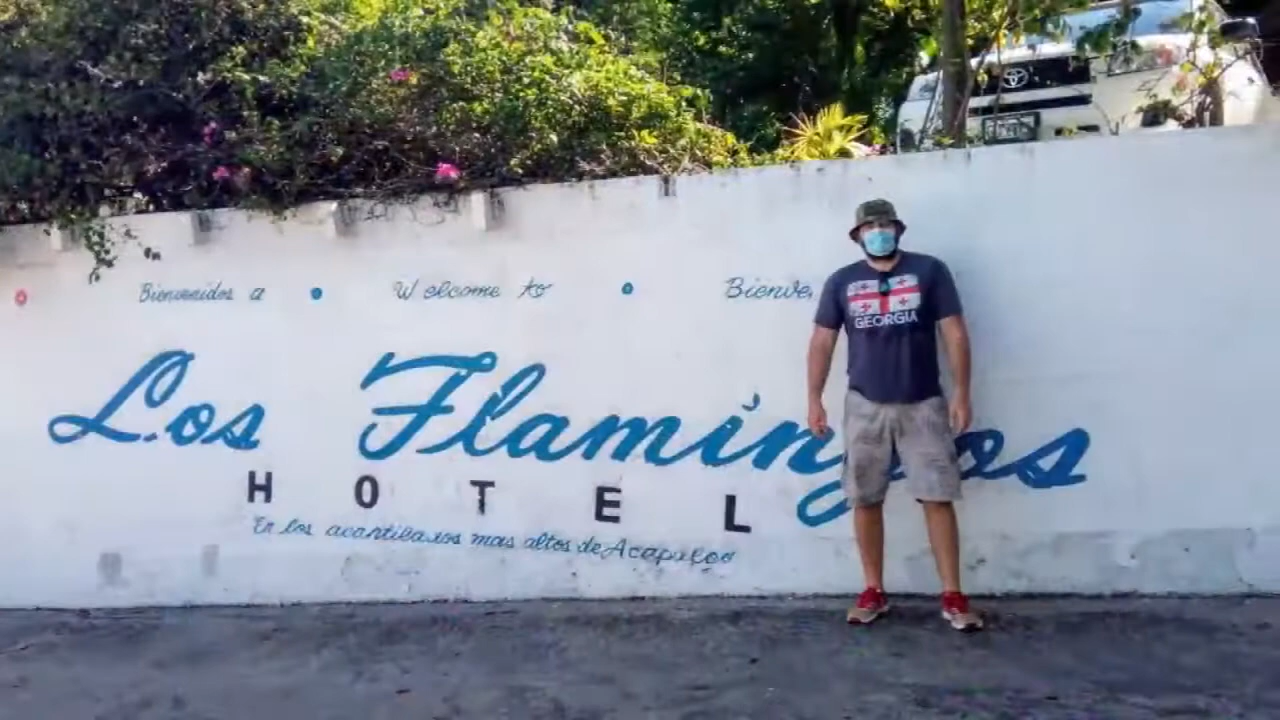 Bienvenidos a • Welcome to • Bienve
Los Flamingos
HOTEL
En los acantilados mas altos de Acapulco
GEORGIA